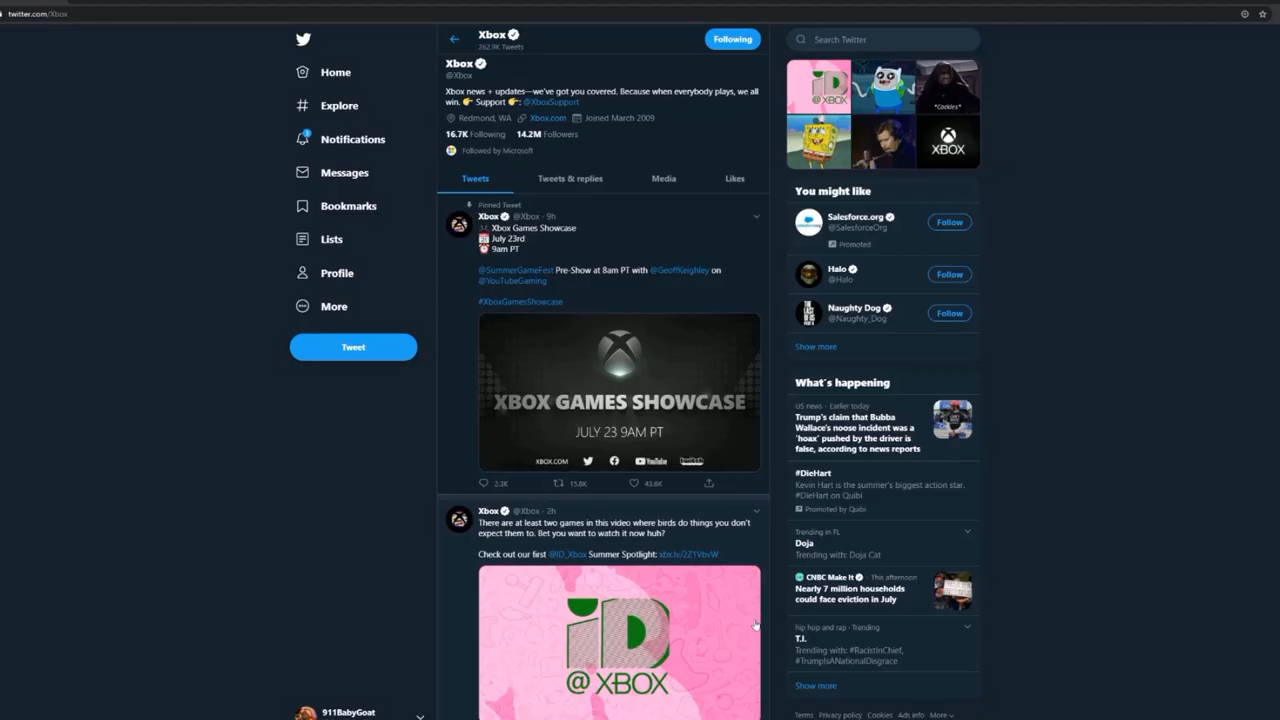 twitter.com/Xbox
Home
Explore
Notifications
Messages
Bookmarks
Lists
Profile
More
Tweet
911BabyGoat
Xbox
262.9K Tweets
Following
Xbox
@Xbox
Xbox news + updates—we've got you covered. Because when everybody plays, we all
win. 👉 Support 👉: @XboxSupport
Redmond, WA Xbox.com Joined March 2009
16.7K Following 14.2M Followers
Followed by Microsoft
Tweets Tweets & replies Media Likes
Pinned Tweet
Xbox @Xbox · 9h
Xbox Games Showcase
July 23rd
9am PT
@SummerGameFest Pre-Show at 8am PT with @GeoffKeighley on
@YouTubeGaming
#XboxGamesShowcase
XBOX GAMES SHOWCASE
JULY 23 9AM PT
XBOX.COM YouTube twitch
2.3K 15.8K 43.6K
Xbox @Xbox · 2h
There are at least two games in this video where birds do things you don't
expect them to. Bet you want to watch it now huh?
Check out our first @ID_Xbox Summer Spotlight: xbx.lv/2Z1VbvW
iD
@ XBOX
Search Twitter
iD
@ XBOX
*Cackles*
XBOX
You might like
Salesforce.org
@SalesforceOrg
Promoted
Follow
Halo
@Halo
Follow
Naughty Dog
@Naughty_Dog
Follow
Show more
What's happening
US news · Earlier today
Trump's claim that Bubba
Wallace's noose incident was a
'hoax' pushed by the driver is
false, according to news reports
#DieHart
Kevin Hart is the summer's biggest action star.
#DieHart on Quibi
Promoted by Quibi
Trending in FL
Doja
Trending with: Doja Cat
CNBC Make It · This afternoon
Nearly 7 million households
could face eviction in July
hip hop and rap · Trending
T.I.
Trending with: #RacistInChief,
#TrumpIsANationalDisgrace
Show more
Terms Privacy policy Cookies Ads info More